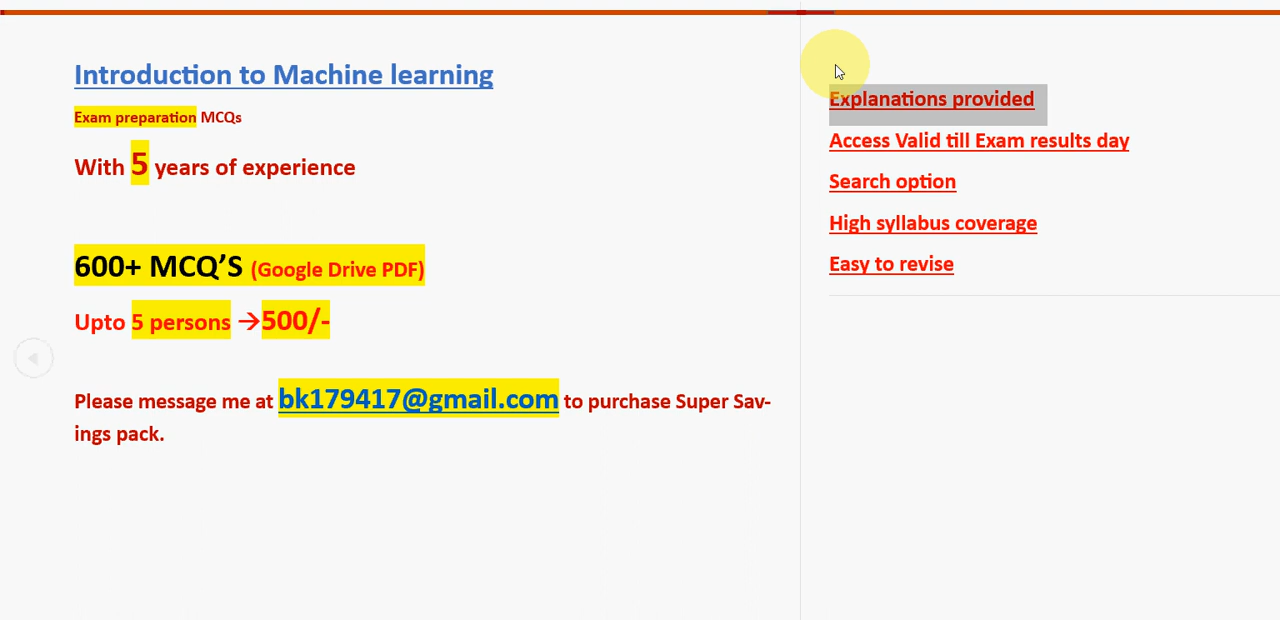 Introduction to Machine learning
Exam preparation MCQs
With 5 years of experience
600+ MCQ’S (Google Drive PDF)
Upto 5 persons →500/-
Please message me at bk179417@gmail.com to purchase Super Sav-
ings pack.
Explanations provided
Access Valid till Exam results day
Search option
High syllabus coverage
Easy to revise